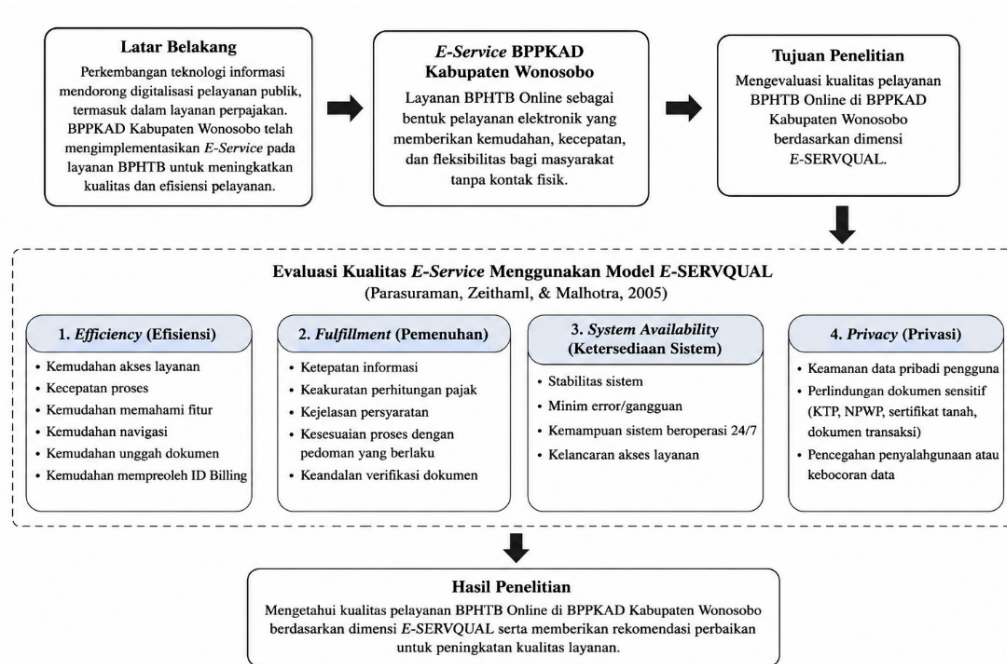 Latar Belakang
Perkembangan teknologi informasi
mendorong digitalisasi pelayanan publik,
termasuk dalam layanan perpajakan.
BPPKAD Kabupaten Wonosobo telah
mengimplementasikan E-Service pada
layanan BPHTB untuk meningkatkan
kualitas dan efisiensi pelayanan.
E-Service BPPKAD
Kabupaten Wonosobo
Layanan BPHTB Online sebagai
bentuk pelayanan elektronik yang
memberikan kemudahan, kecepatan,
dan fleksibilitas bagi masyarakat
tanpa kontak fisik.
Tujuan Penelitian
Mengevaluasi kualitas pelayanan
BPHTB Online di BPPKAD
Kabupaten Wonosobo
berdasarkan dimensi
E-SERVQUAL.
Evaluasi Kualitas E-Service Menggunakan Model E-SERVQUAL
(Parasuraman, Zeithaml, & Malhotra, 2005)
1. Efficiency (Efisiensi)
• Kemudahan akses layanan
• Kecepatan proses
• Kemudahan memahami fitur
• Kemudahan navigasi
• Kemudahan unggah dokumen
• Kemudahan mempreoleh ID Billing
2. Fulfillment (Pemenuhan)
• Ketepatan informasi
• Keakuratan perhitungan pajak
• Kejelasan persyaratan
• Kesesuaian proses dengan
pedoman yang berlaku
• Keandalan verifikasi dokumen
3. System Availability
(Ketersediaan Sistem)
• Stabilitas sistem
• Minim error/gangguan
• Kemampuan sistem beroperasi 24/7
• Kelancaran akses layanan
4. Privacy (Privasi)
• Keamanan data pribadi pengguna
• Perlindungan dokumen sensitif
(KTP, NPWP, sertifikat tanah,
dokumen transaksi)
• Pencegahan penyalahgunaan atau
kebocoran data
Hasil Penelitian
Mengetahui kualitas pelayanan BPHTB Online di BPPKAD Kabupaten Wonosobo
berdasarkan dimensi E-SERVQUAL serta memberikan rekomendasi perbaikan
untuk peningkatan kualitas layanan.